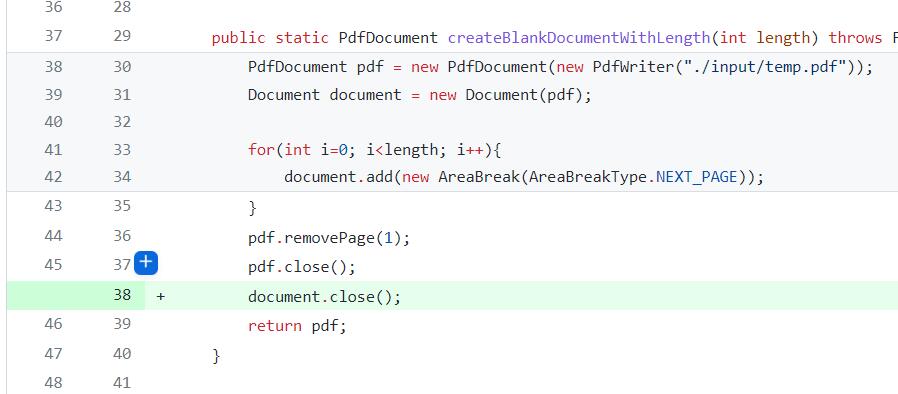 36 28
37 29 public static PdfDocument createBlankDocumentWithLength(int length) throws F
38 30 PdfDocument pdf = new PdfDocument(new PdfWriter("./input/temp.pdf"));
39 31 Document document = new Document(pdf);
40 32
41 33 for(int i=0; i<length; i++){
42 34 document.add(new AreaBreak(AreaBreakType.NEXT_PAGE));
43 35 }
44 36 pdf.removePage(1);
45 37 + pdf.close();
38 + document.close();
46 39 return pdf;
47 40 }
48 41